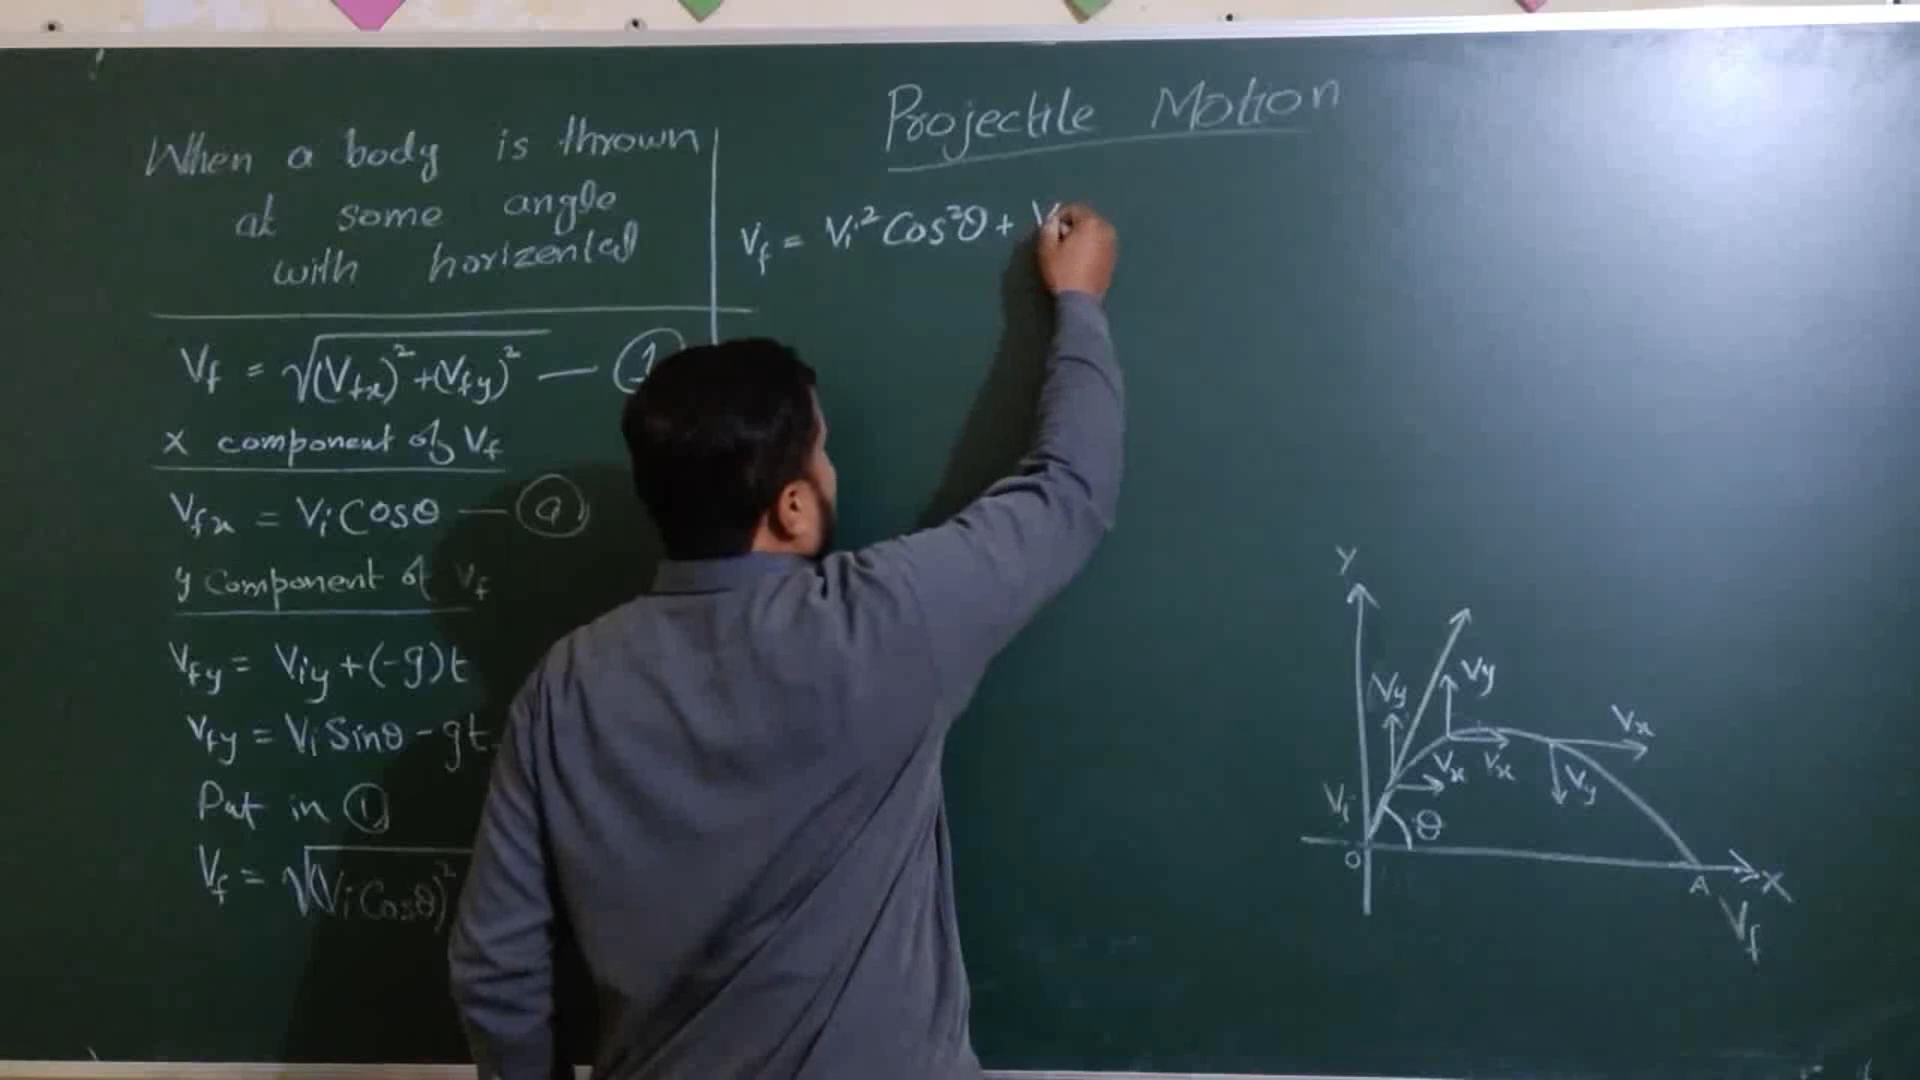 Projectile Motion
When a body is thrown
at some angle
with horizental
Vf = √(Vfx)² + (Vfy)² — ①
X component of Vf
Vfx = Vi Cosθ — ⓐ
y component of Vf
Vfy = Viy + (-g)t
Vfy = Vi Sinθ - gt
Put in ①
Vf = √(Vi Cosθ)²
Vf = Vi² Cos²θ + V
Y
Vy
Vy
Vx
Vx
Vx
Vy
Vi
θ
O
A
X
Vf